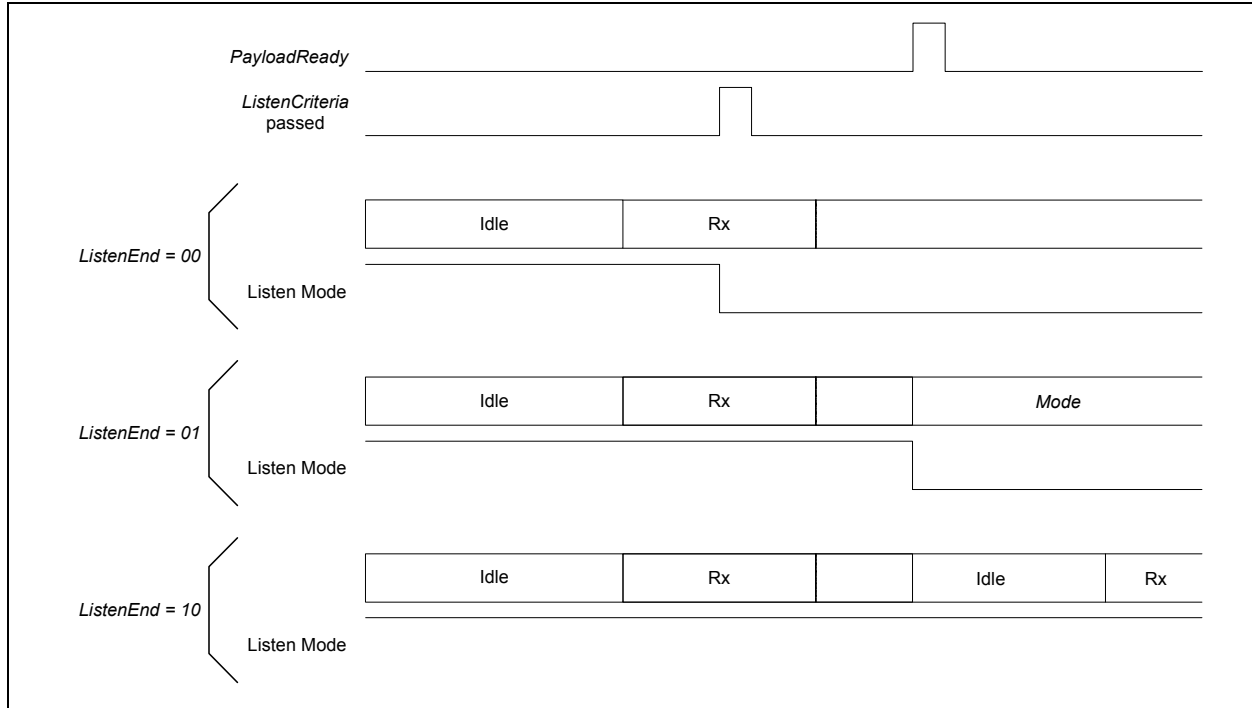 PayloadReady
ListenCriteria
passed
Idle
Rx
ListenEnd = 00
Listen Mode
Idle
Rx
Mode
ListenEnd = 01
Listen Mode
Idle
Rx
Idle
Rx
ListenEnd = 10
Listen Mode